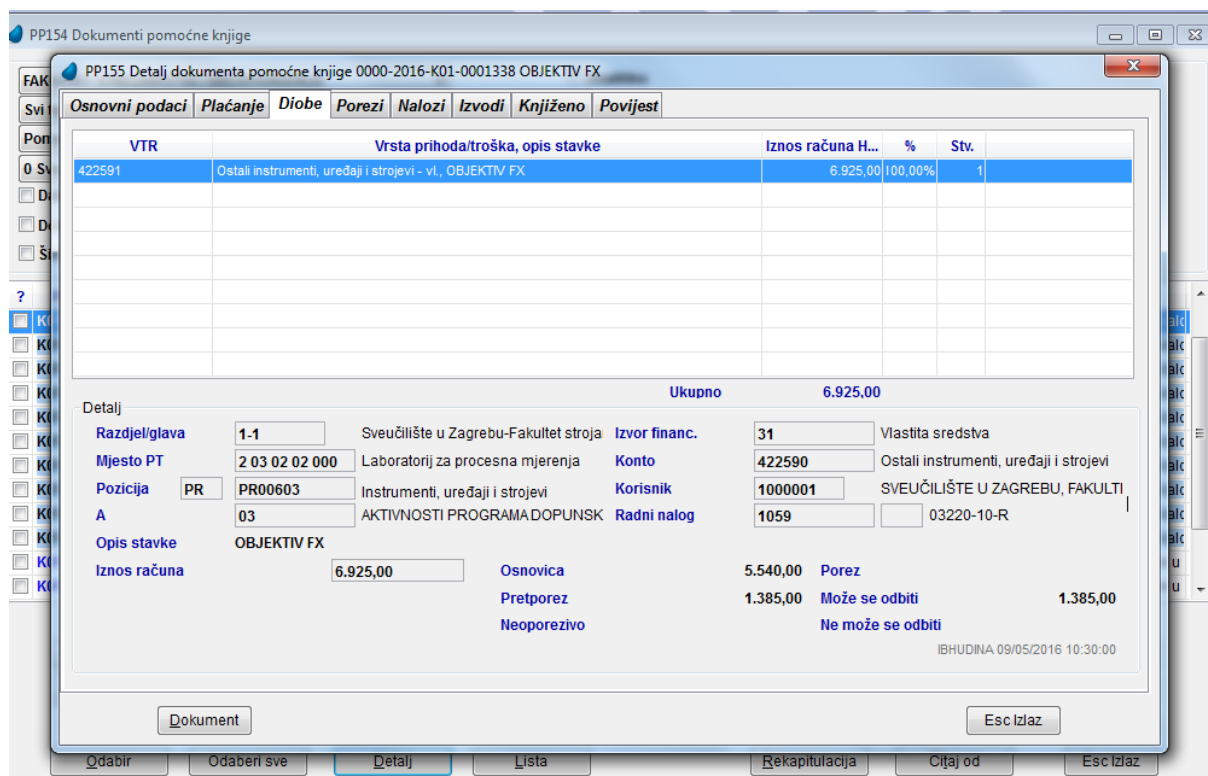 PP154 Dokumenti pomoćne knjige
PP155 Detalj dokumenta pomoćne knjige 0000-2016-K01-0001338 OBJEKTIV FX
Osnovni podaci Plaćanje Diobe Porezi Nalozi Izvodi Knjiženo Povijest
VTR Vrsta prihoda/troška, opis stavke Iznos računa H... % Stv.
422591 Ostali instrumenti, uređaji i strojevi - vl., OBJEKTIV FX 6.925,00 100,00% 1
Ukupno 6.925,00
Detalj
Razdjel/glava 1-1 Sveučilište u Zagrebu-Fakultet stroja Izvor financ. 31 Vlastita sredstva
Mjesto PT 2 03 02 02 000 Laboratorij za procesna mjerenja Konto 422590 Ostali instrumenti, uređaji i strojevi
Pozicija PR PR00603 Instrumenti, uređaji i strojevi Korisnik 1000001 SVEUČILIŠTE U ZAGREBU, FAKULTI
A 03 AKTIVNOSTI PROGRAMA DOPUNSK Radni nalog 1059 03220-10-R
Opis stavke OBJEKTIV FX
Iznos računa 6.925,00 Osnovica 5.540,00 Porez
Pretporez 1.385,00 Može se odbiti 1.385,00
Neoporezivo Ne može se odbiti
IBHUDINA 09/05/2016 10:30:00
Dokument Esc Izlaz
Odabir Odaberi sve Detalj Lista Rekapitulacija Čitaj od Esc Izlaz